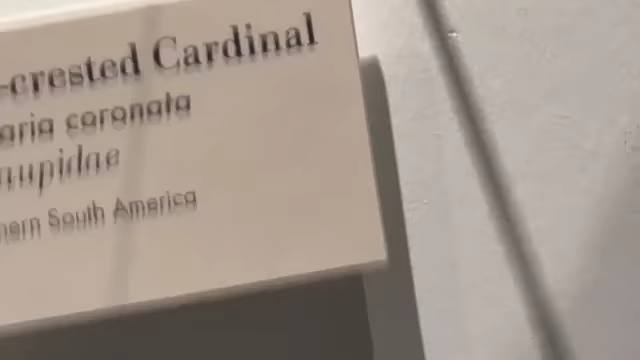 -crested Cardinal
aria coronata
aupidae
hern South America